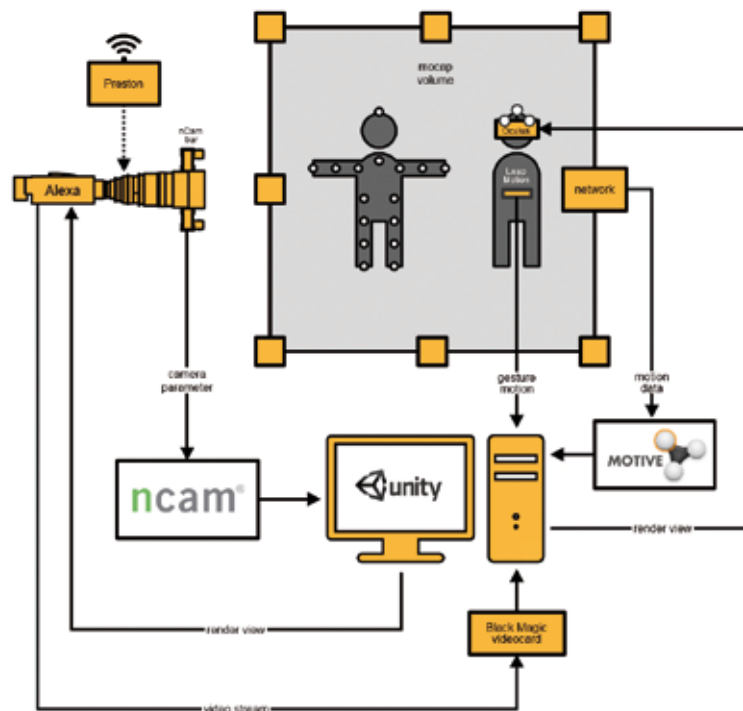 mocap
volume
Preston
nCam
bar
Oculus
Alexa
Leap
Motion
network
camera
parameter
gesture
motion
motion
data
ncam®
unity
MOTIVE
render view
render view
Black Magic
videocard
video stream